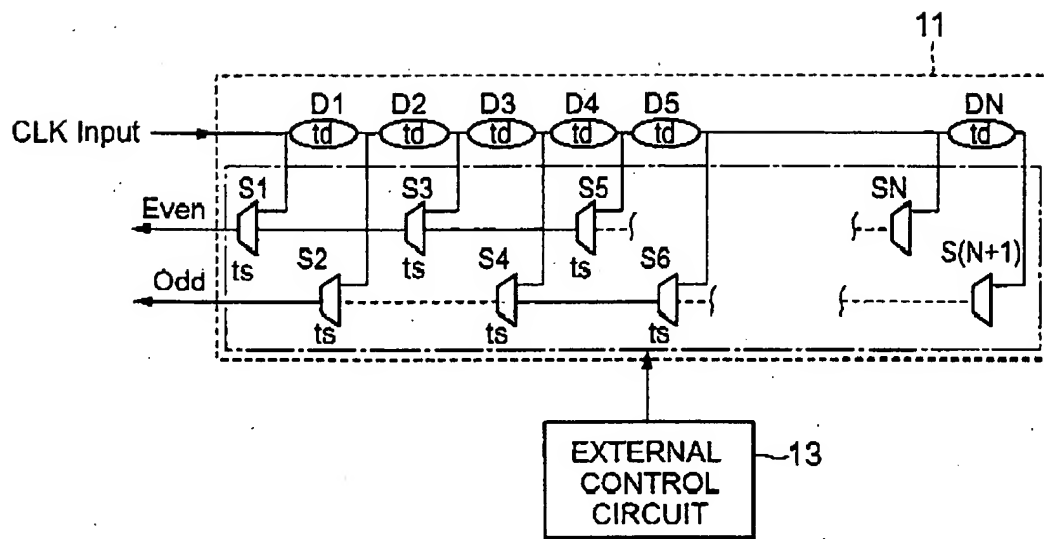 11
D1 D2 D3 D4 D5 DN
CLK Input td td td td td td
S1 S3 S5 SN
Even
ts ts ts
S2 S4 S6 S(N+1)
Odd
ts ts ts
EXTERNAL
CONTROL
CIRCUIT
13